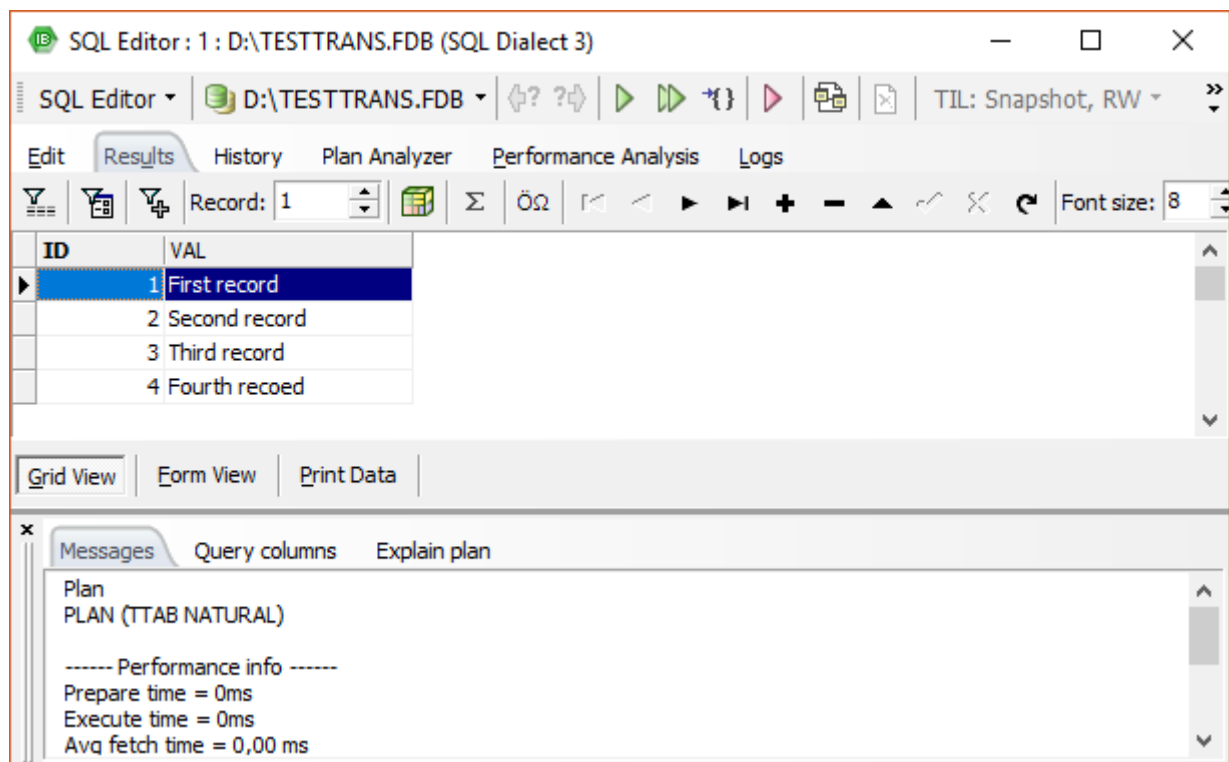 SQL Editor : 1 : D:\TESTTRANS.FDB (SQL Dialect 3)
SQL Editor D:\TESTTRANS.FDB ? ? {} TIL: Snapshot, RW »
Edit Results History Plan Analyzer Performance Analysis Logs
Record: 1 Σ ÖΩ Font size: 8
ID VAL
1 First record
2 Second record
3 Third record
4 Fourth recoed
Grid View Form View Print Data
x
Messages Query columns Explain plan
Plan
PLAN (TTAB NATURAL)
------ Performance info ------
Prepare time = 0ms
Execute time = 0ms
Avg fetch time = 0,00 ms